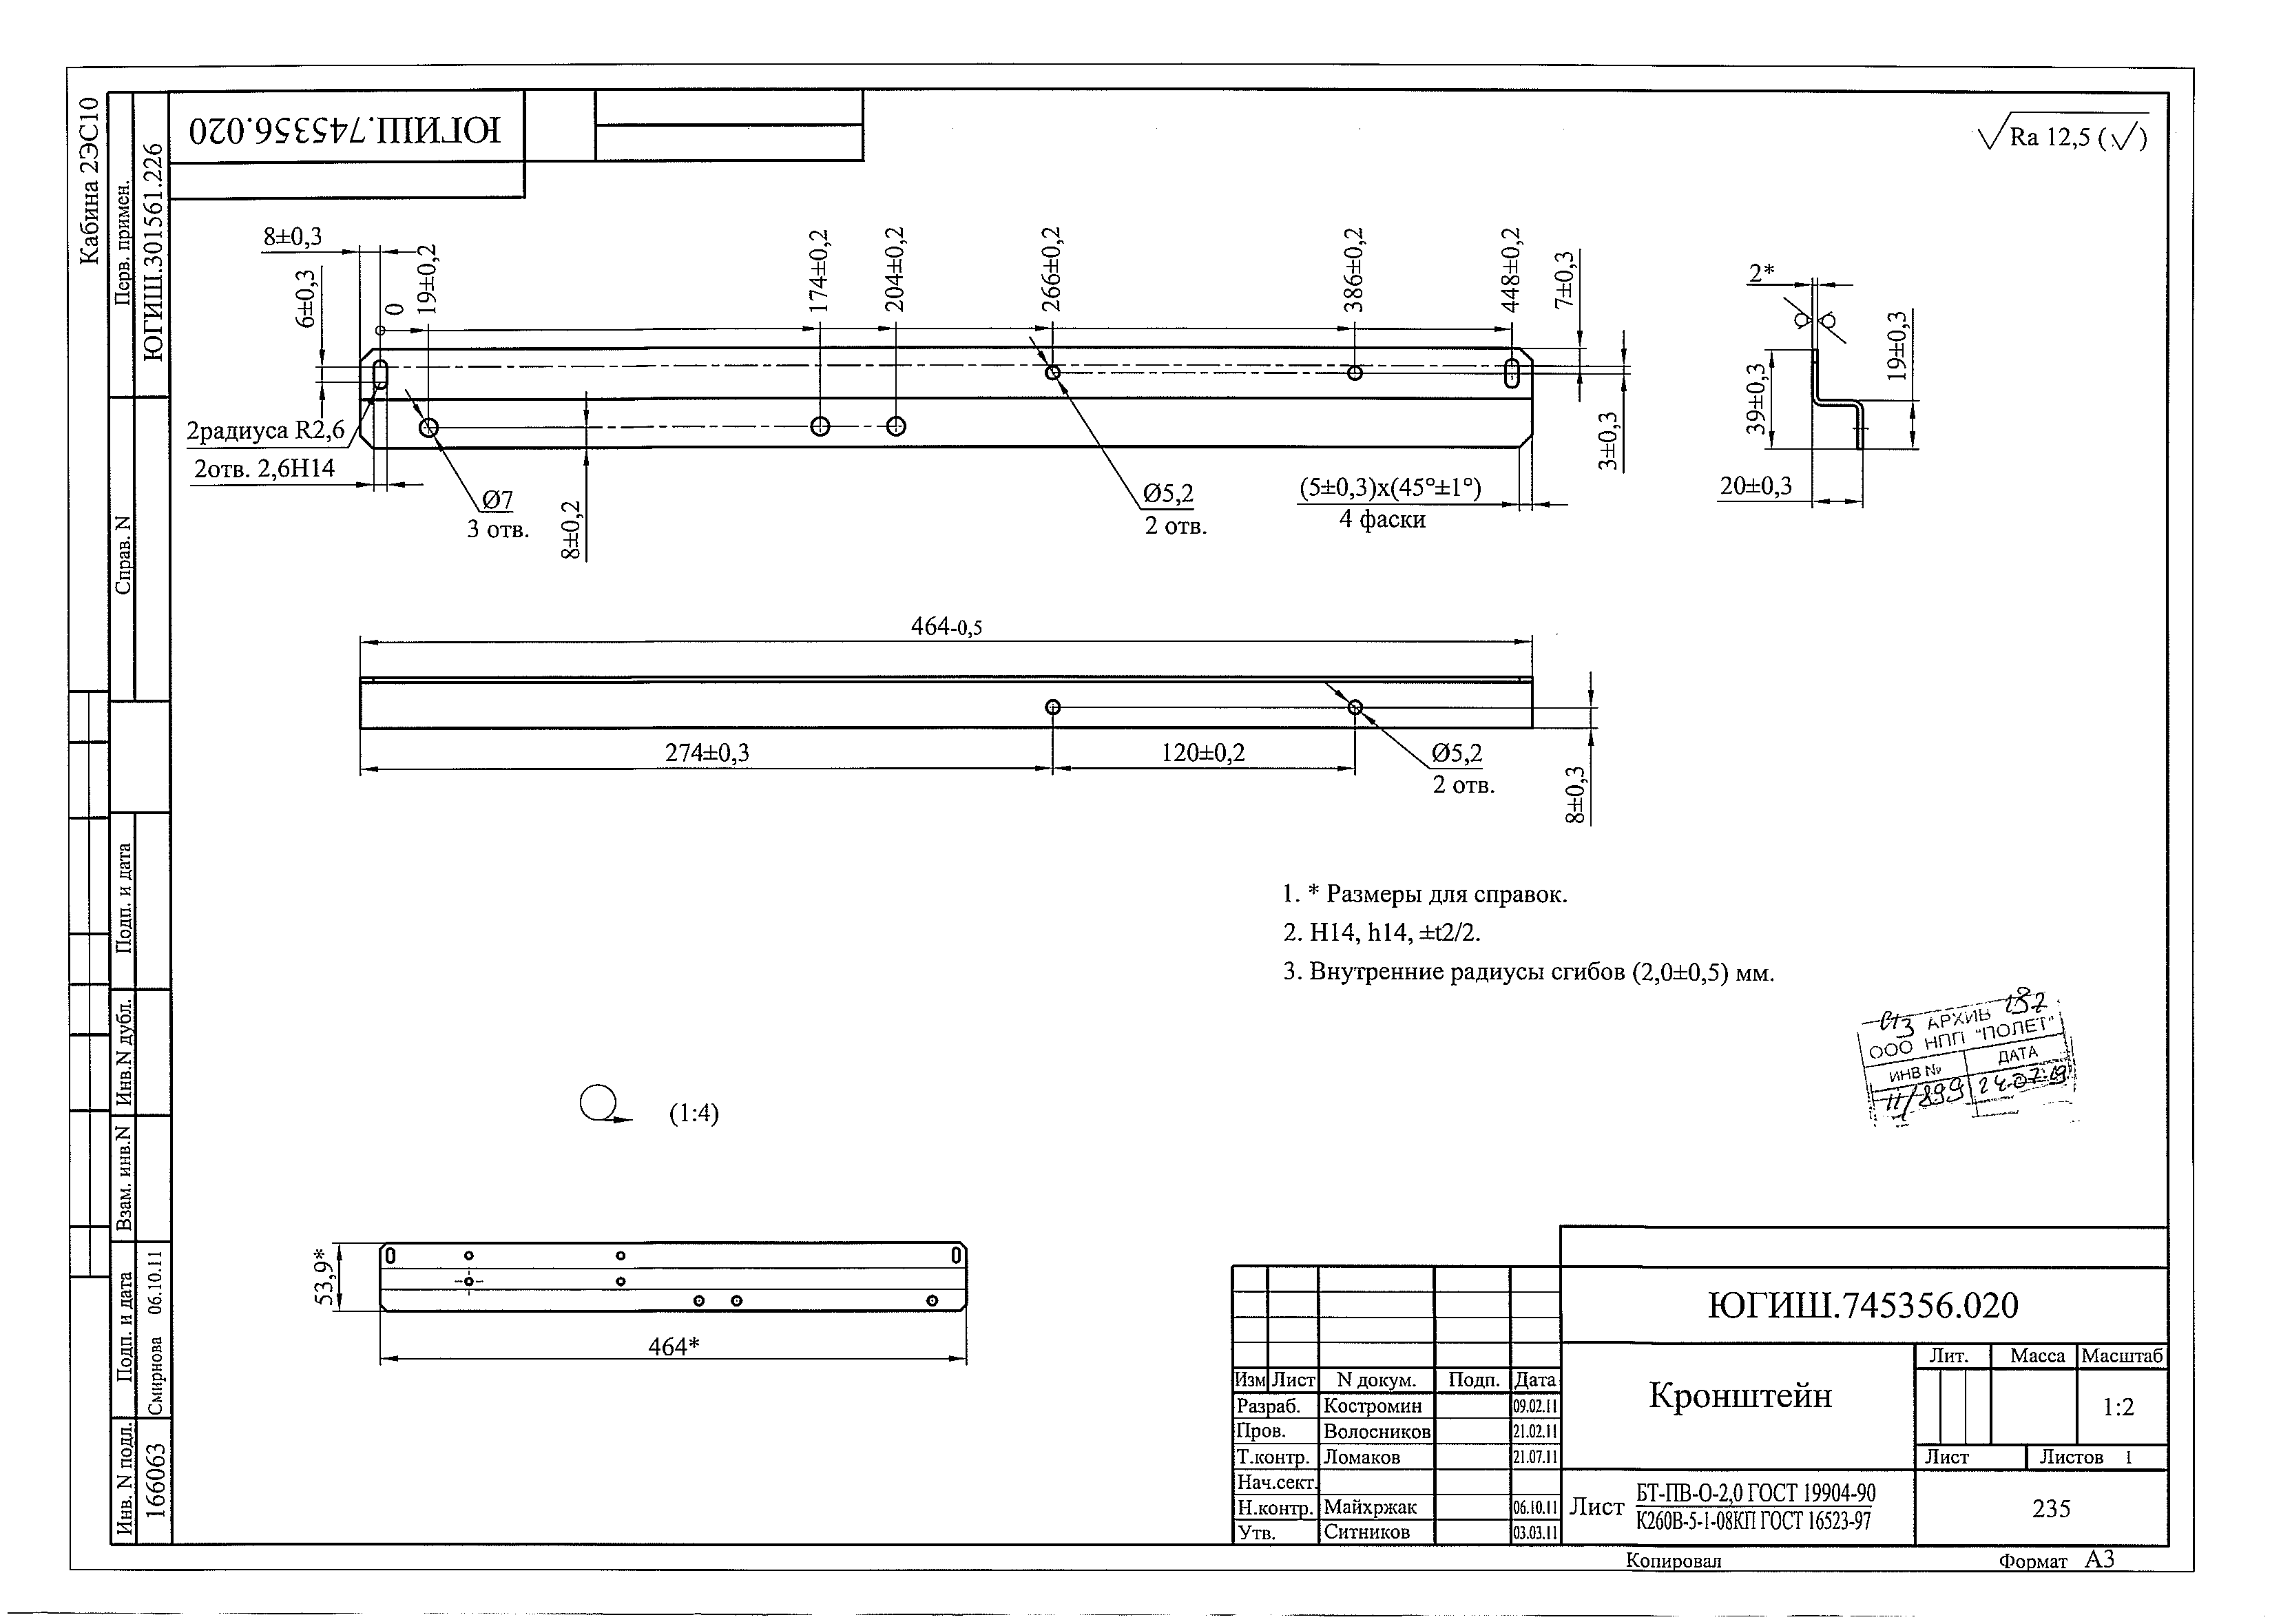 Кабина 2ЭС10
Перв. примен.
ЮГИШ.301561.226
ЮГИШ.745356.020
Ra 12,5 (√)
8±0,3
6±0,3
0
19±0,2
174±0,2
204±0,2
266±0,2
386±0,2
448±0,2
7±0,3
3±0,3
2радиуса R2,6
2отв. 2,6H14
Ø7
3 отв.
8±0,2
Ø5,2
2 отв.
(5±0,3)x(45°±1°)
4 фаски
2*
39±0,3
19±0,3
20±0,3
Справ. N
464-0,5
274±0,3
120±0,2
Ø5,2
2 отв.
8±0,3
1. * Размеры для справок.
2. H14, h14, ±t2/2.
3. Внутренние радиусы сгибов (2,0±0,5) мм.
АРХИВ
ООО НПП "ПОЛЕТ"
ИНВ № ДАТА
11/899 24.07.19
(1:4)
53,9*
464*
Подп. и дата
Инв.N дубл.
Взам. инв.N
Подп. и дата
Смирнова 06.10.11
Инв. N подл.
166063
ЮГИШ.745356.020
Изм Лист N докум. Подп. Дата
Разраб. Костромин 09.02.11
Пров. Волосников 21.02.11
Т.контр. Ломаков 21.07.11
Нач.сект.
Н.контр. Майхржак 06.10.11
Утв. Ситников 03.03.11
Кронштейн
Лит. Масса Масштаб
1:2
Лист Листов 1
Лист БТ-ПВ-О-2,0 ГОСТ 19904-90
К260В-5-1-08КП ГОСТ 16523-97
235
Копировал Формат А3